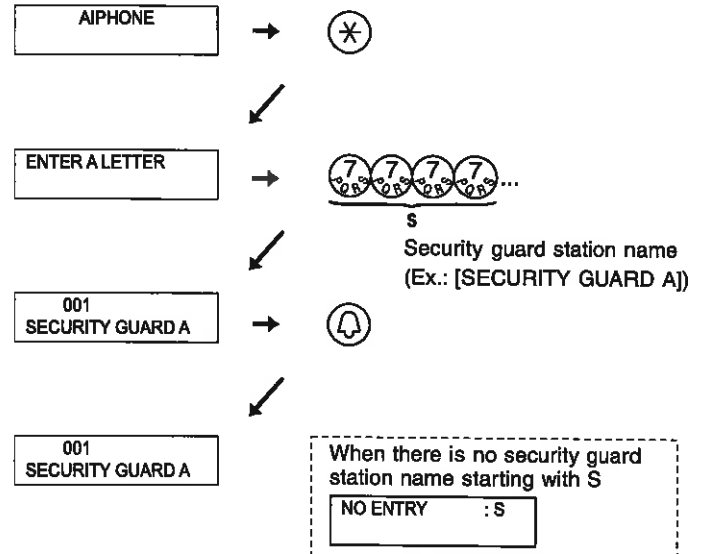 AIPHONE
ENTER A LETTER
7 PQRS 7 PQRS 7 PQRS 7 PQRS ...
S
Security guard station name
(Ex.: [SECURITY GUARD A])
001
SECURITY GUARD A
001
SECURITY GUARD A
When there is no security guard
station name starting with S
NO ENTRY : S